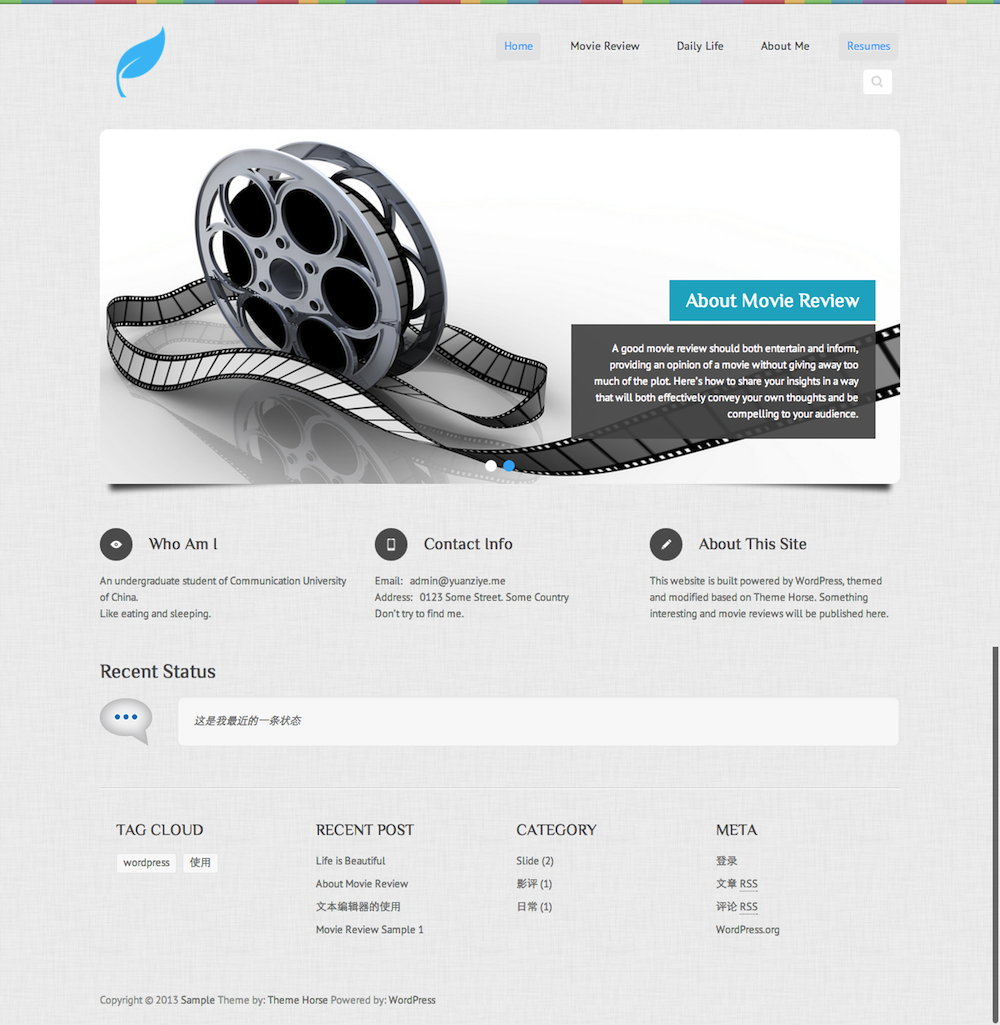 Home Movie Review Daily Life About Me Resumes
About Movie Review
A good movie review should both entertain and inform,
providing an opinion of a movie without giving away too
much of the plot. Here's how to share your insights in a way
that will both effectively convey your own thoughts and be
compelling to your audience.
Who Am I
An undergraduate student of Communication University
of China.
Like eating and sleeping.
Contact Info
Email: admin@yuanziye.me
Address: 0123 Some Street. Some Country
Don't try to find me.
About This Site
This website is built powered by WordPress, themed
and modified based on Theme Horse. Something
interesting and movie reviews will be published here.
Recent Status
这是我最近的一条状态
TAG CLOUD
wordpress 使用
RECENT POST
Life is Beautiful
About Movie Review
文本编辑器的使用
Movie Review Sample 1
CATEGORY
Slide (2)
影评 (1)
日常 (1)
META
登录
文章 RSS
评论 RSS
WordPress.org
Copyright © 2013 Sample Theme by: Theme Horse Powered by: WordPress